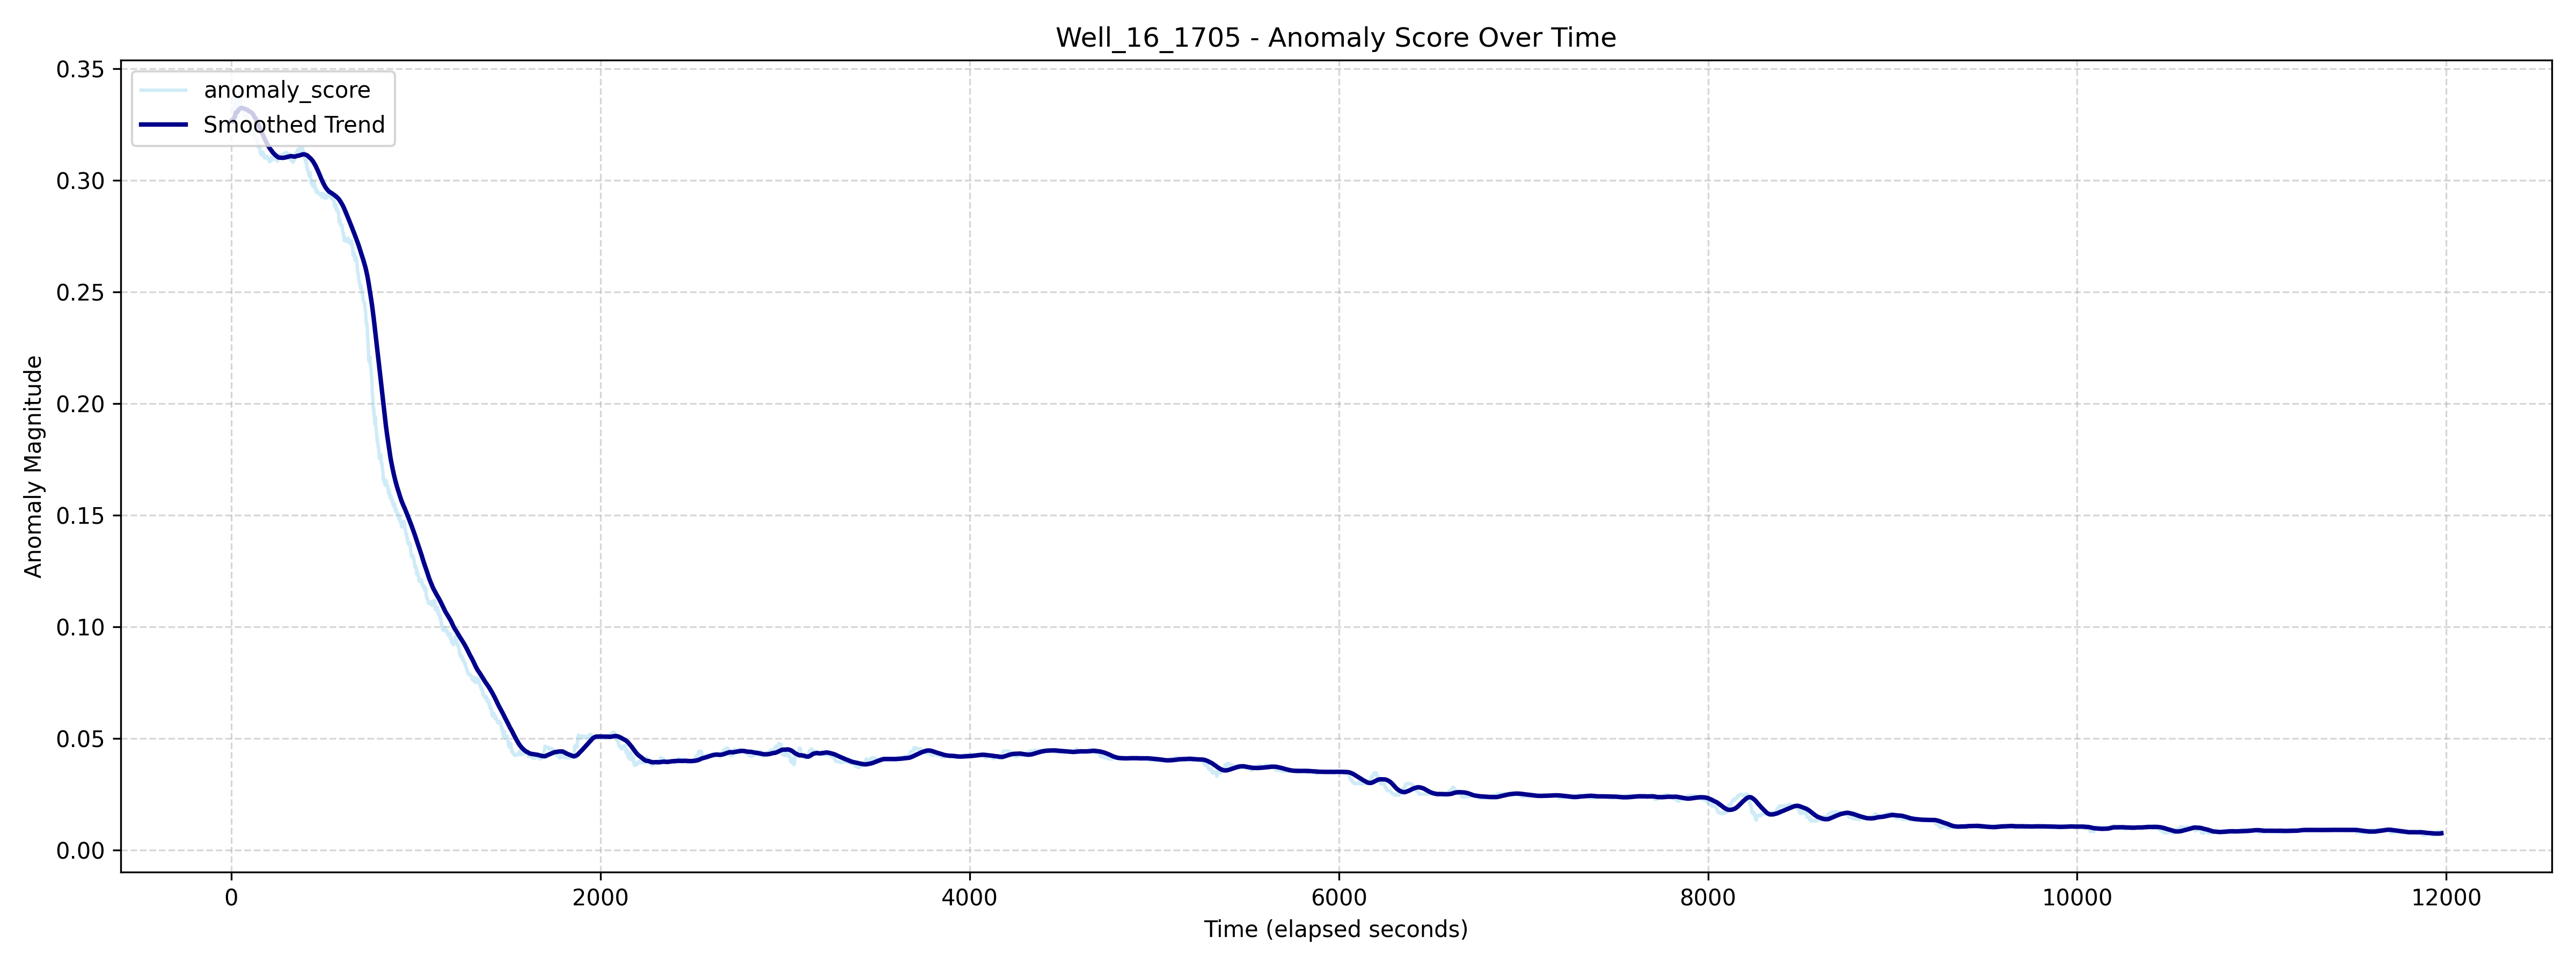 Well_16_1705 - Anomaly Score Over Time
anomaly_score
Smoothed Trend
Anomaly Magnitude
0.35
0.30
0.25
0.20
0.15
0.10
0.05
0.00
0 2000 4000 6000 8000 10000 12000
Time (elapsed seconds)